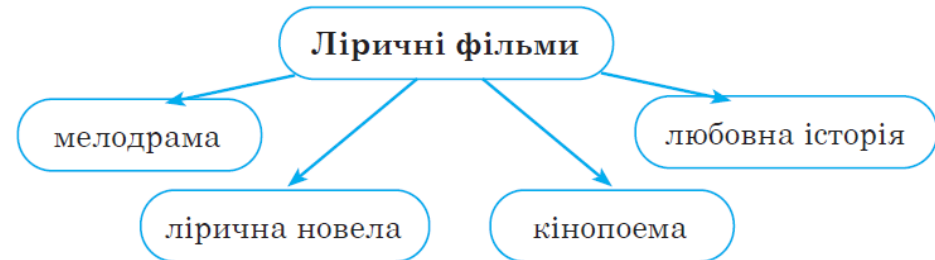 Ліричні фільми
мелодрама
любовна історія
лірична новела
кінопоема